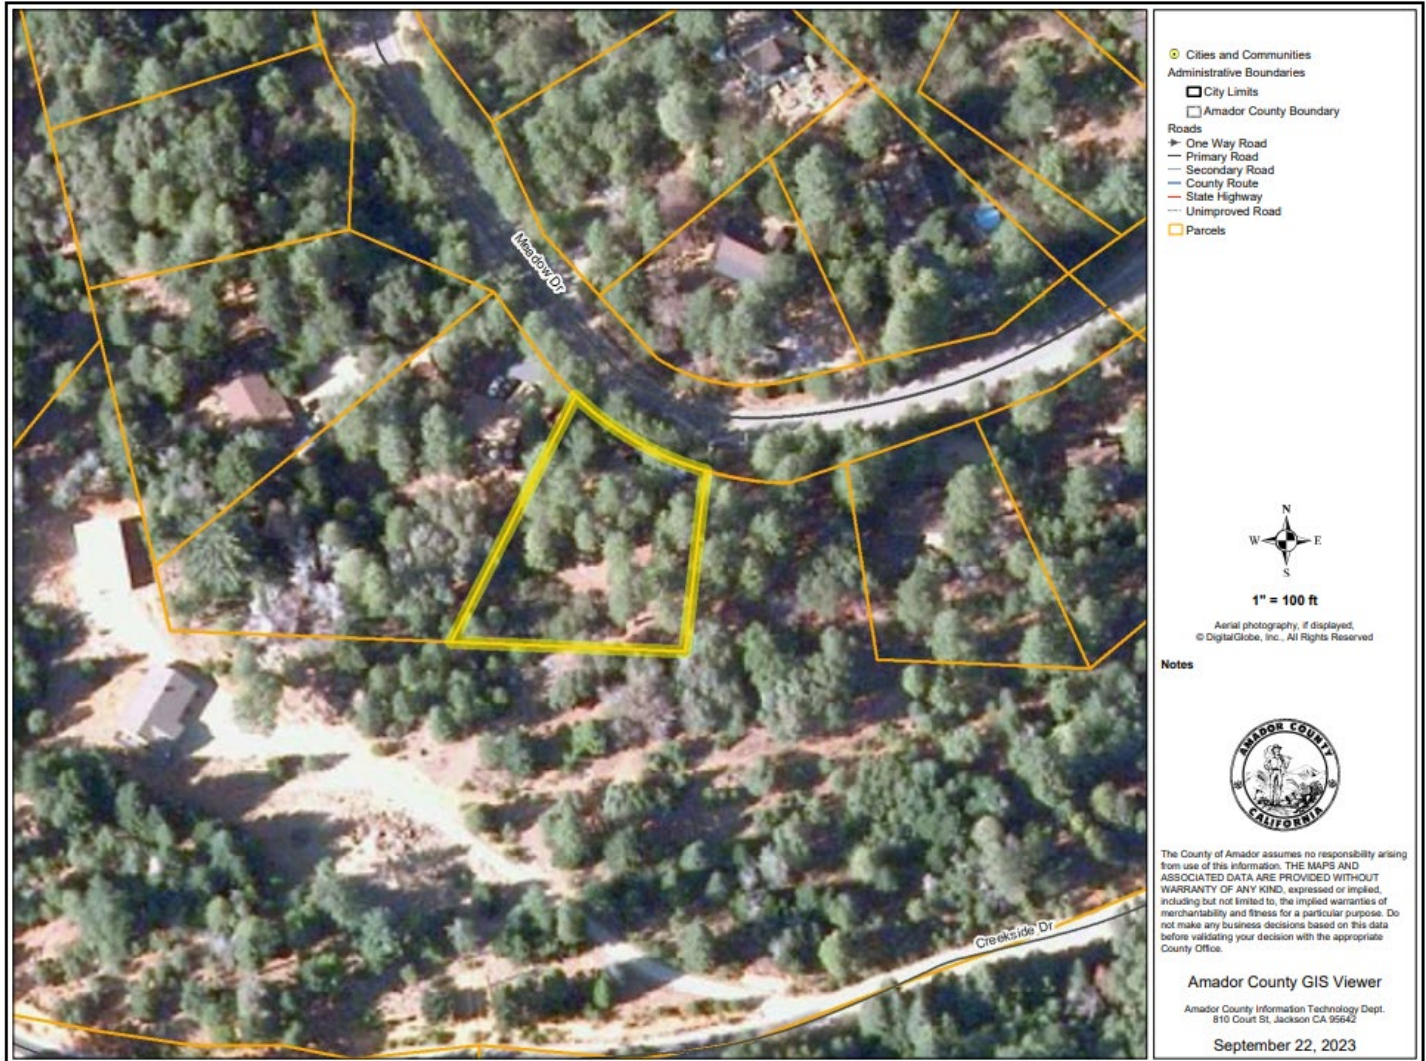 Meadow Dr
Creekside Dr
Cities and Communities
Administrative Boundaries
City Limits
Amador County Boundary
Roads
One Way Road
Primary Road
Secondary Road
County Route
State Highway
Unimproved Road
Parcels
N
W E
S
1" = 100 ft
Aerial photography, if displayed,
© DigitalGlobe, Inc., All Rights Reserved
Notes
AMADOR COUNTY
CALIFORNIA
The County of Amador assumes no responsibility arising
from use of this information. THE MAPS AND
ASSOCIATED DATA ARE PROVIDED WITHOUT
WARRANTY OF ANY KIND, expressed or implied,
including but not limited to, the implied warranties of
merchantability and fitness for a particular purpose. Do
not make any business decisions based on this data
before validating your decision with the appropriate
County Office.
Amador County GIS Viewer
Amador County Information Technology Dept.
810 Court St, Jackson CA 95642
September 22, 2023